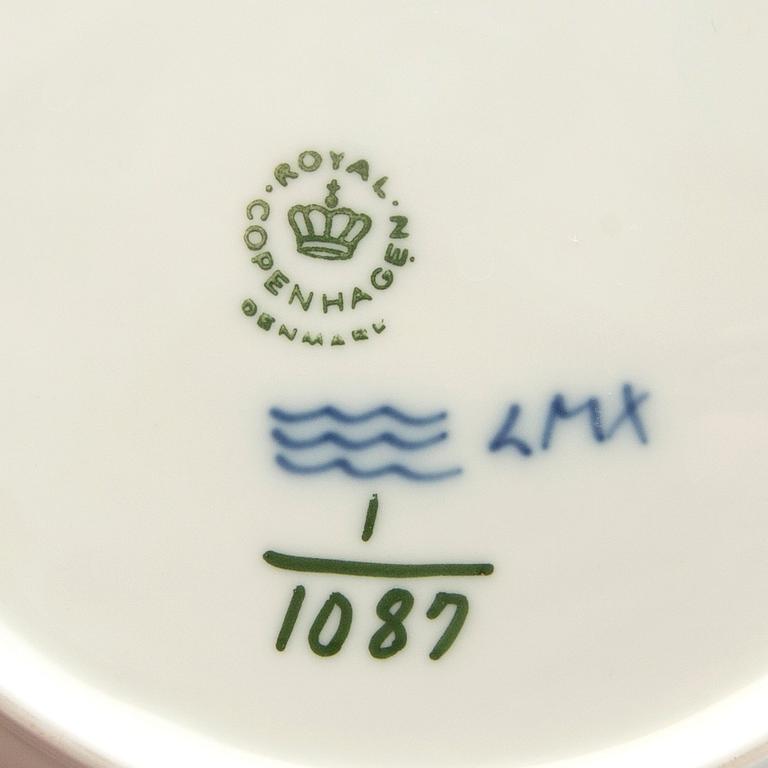 ROYAL
COPENHAGEN
DENMARK
LMX
1
1087